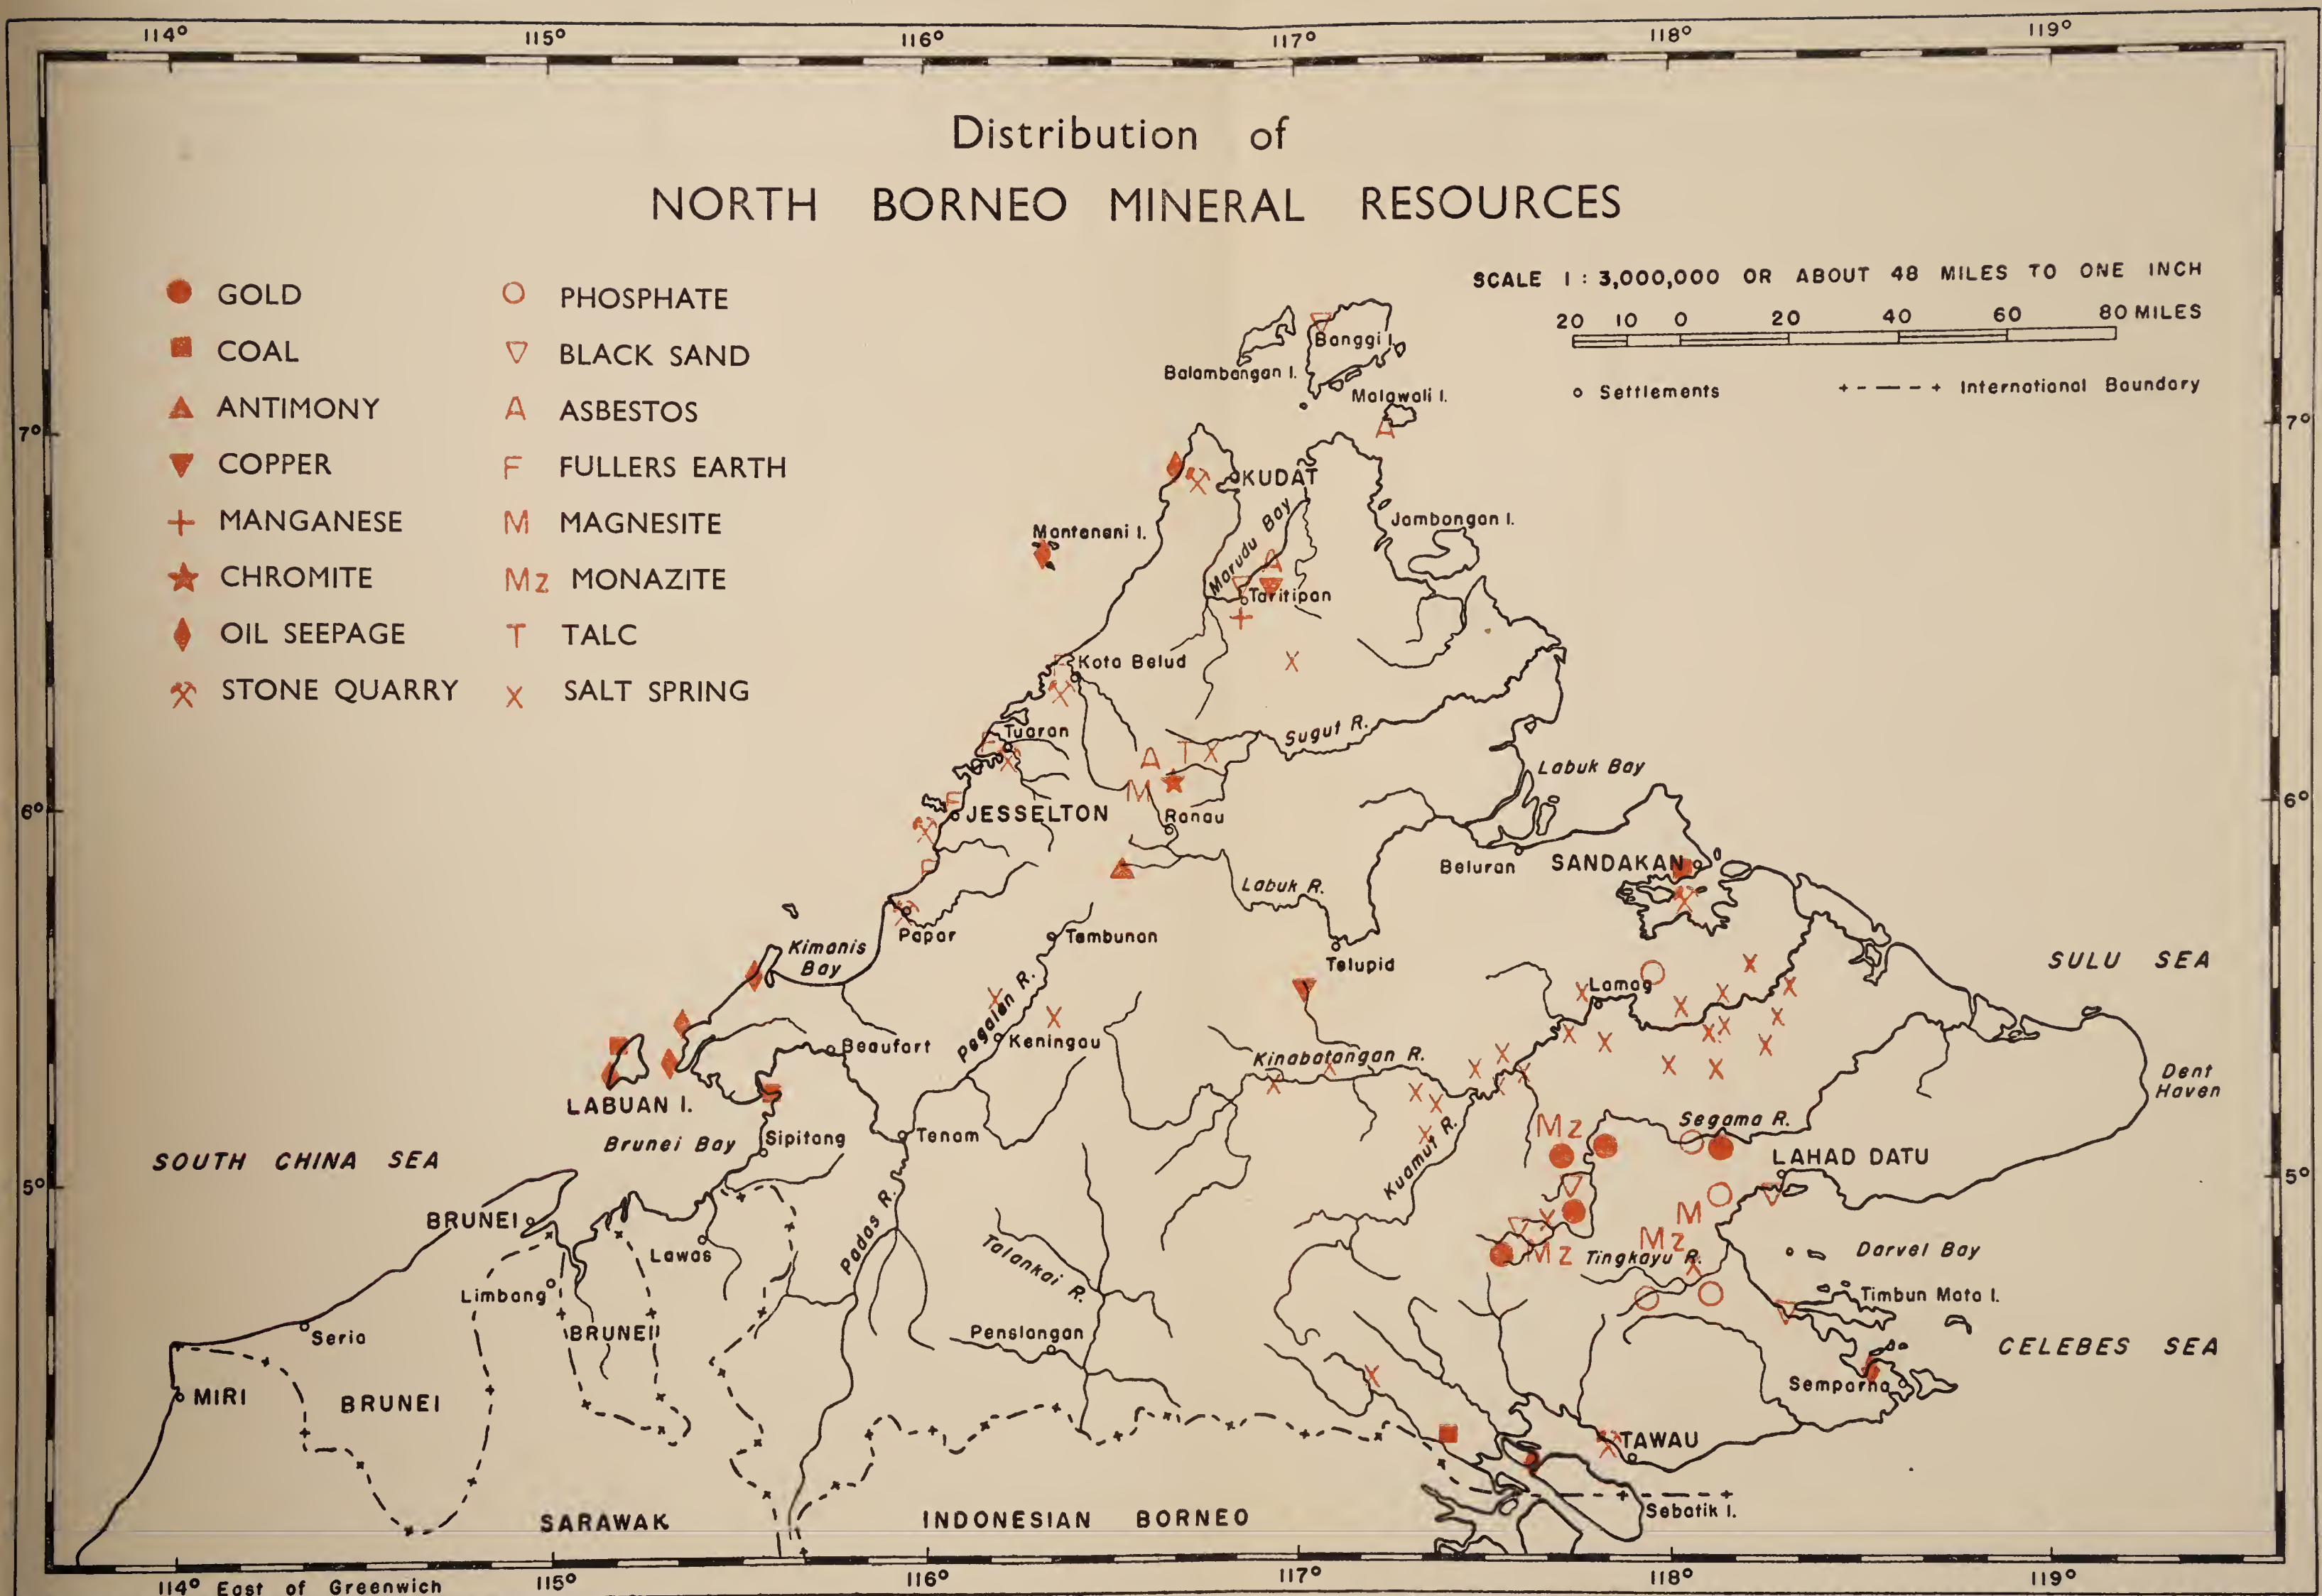 114° 115° 116° 117° 118° 119°
Distribution of
NORTH BORNEO MINERAL RESOURCES
GOLD
COAL
ANTIMONY
COPPER
MANGANESE
CHROMITE
OIL SEEPAGE
STONE QUARRY
PHOSPHATE
BLACK SAND
A ASBESTOS
F FULLERS EARTH
M MAGNESITE
Mz MONAZITE
T TALC
X SALT SPRING
SCALE 1 : 3,000,000 OR ABOUT 48 MILES TO ONE INCH
20 10 0 20 40 60 80 MILES
Settlements
International Boundary
Banggi I.
Balambangan I.
Malawali I.
7° 7°
A
KUDAT
Mantanani I.
Marudu Bay
Jambongan I.
A
F
Taritipan
F
Kota Belud
X
Tuaran
F
Sugut R.
A T X
M
Labuk Bay
6° 6°
F
JESSELTON
Ranau
F
Beluran
SANDAKAN
Labuk R.
Papar
Tambunan
Telupid
Kimanis
Bay
SULU SEA
Lamag
Pegalan R.
Keningau
Beaufort
Kinabatangan R.
Dent
Haven
LABUAN I.
Brunei Bay
Sipitang
Tenom
Kuamut R.
Mz
Segama R.
LAHAD DATU
SOUTH CHINA SEA
5° 5°
BRUNEI
Padas R.
M
Mz
Lawas
Talankai R.
Mz
Tingkayu R.
Darvel Bay
Limbang
Timbun Mata I.
Seria
BRUNEI
Pensiangan
CELEBES SEA
MIRI
BRUNEI
Semporna
TAWAU
Sebatik I.
SARAWAK
INDONESIAN BORNEO
114° East of Greenwich 115° 116° 117° 118° 119°